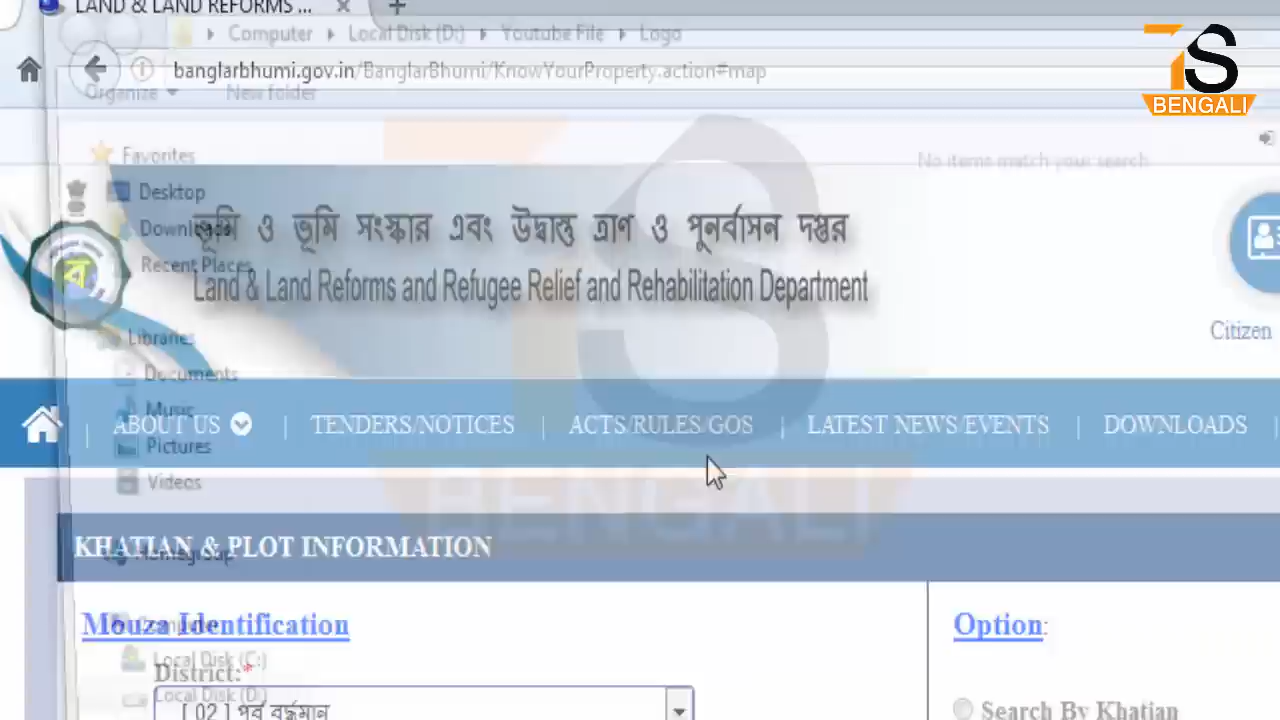 LAND & LAND REFORMS ...
Computer Local Disk (D:) Youtube File Logo
banglarbhumi.gov.in/BanglarBhumi/KnowYourProperty.action#map
TS
BENGALI
Organize New folder
Favorites
No items match your search.
Desktop
ভূমি ও ভূমি সংস্কার এবং উদ্বাস্তু ত্রাণ ও পুনর্বাসন দপ্তর
Downloads
Recent Places
Land & Land Reforms and Refugee Relief and Rehabilitation Department
Citizen
Libraries
Documents
Music
ABOUT US | TENDERS/NOTICES | ACTS/RULES/GOS | LATEST NEWS/EVENTS | DOWNLOADS
Pictures
Videos
BENGALI
KHATIAN & PLOT INFORMATION
Homegroup
Mouza Identification
Option:
Computer
Local Disk (C:)
District:*
Local Disk (D:)
[ 02 ] পূর্ব বর্দ্ধমান
Search By Khatian